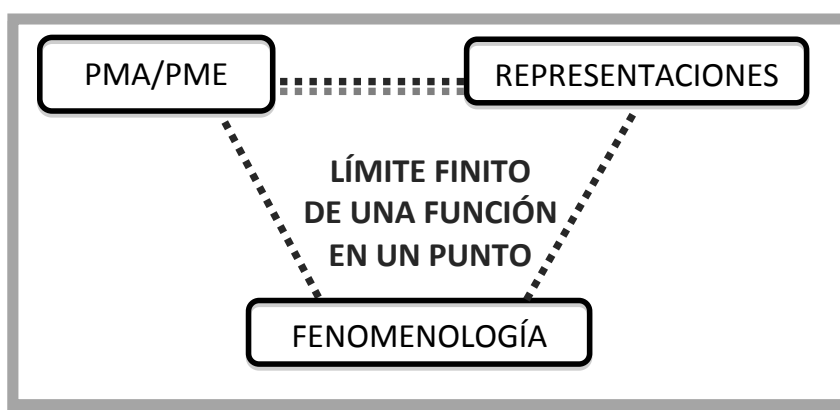 PMA/PME
REPRESENTACIONES
LÍMITE FINITO
DE UNA FUNCIÓN
EN UN PUNTO
FENOMENOLOGÍA